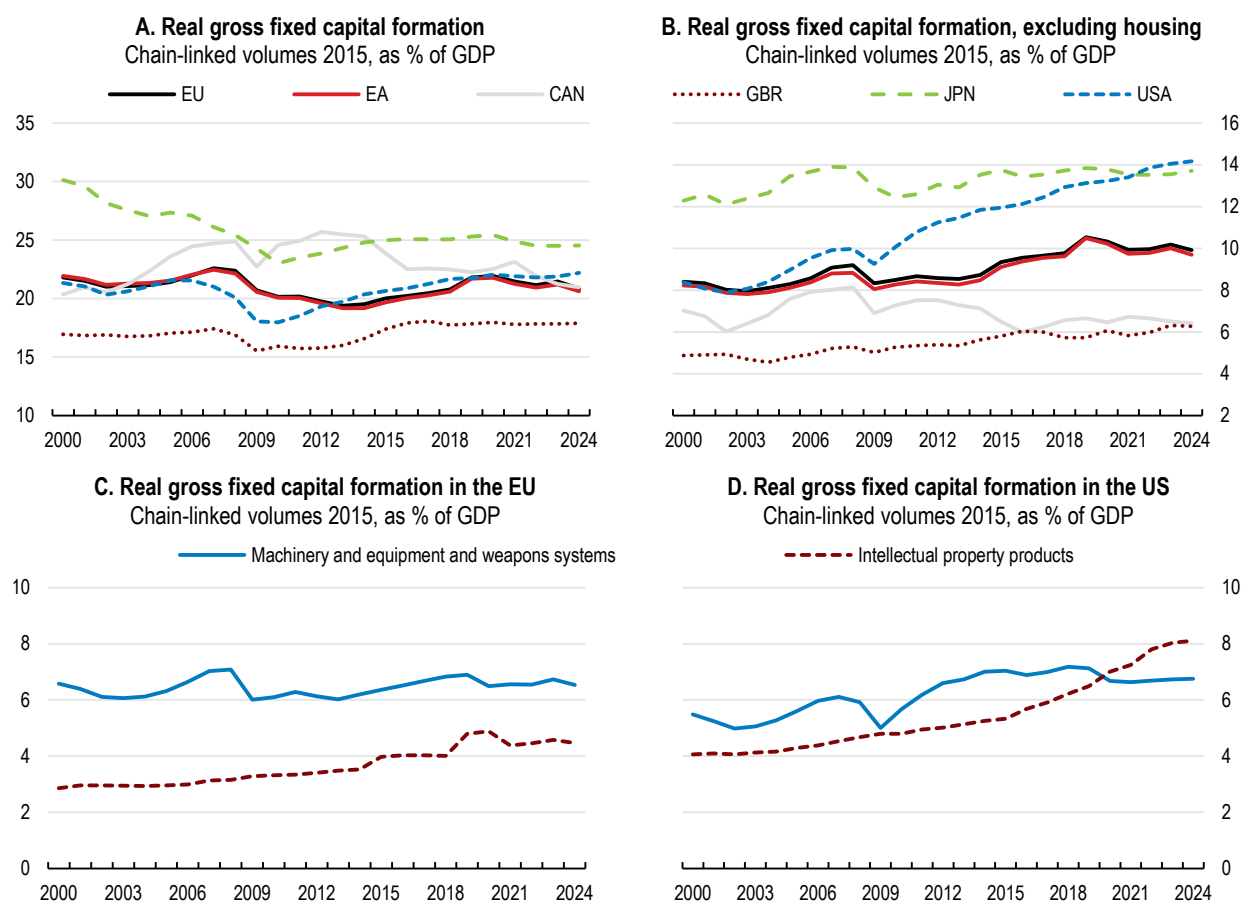 A. Real gross fixed capital formation
Chain-linked volumes 2015, as % of GDP
B. Real gross fixed capital formation, excluding housing
Chain-linked volumes 2015, as % of GDP
EU EA CAN
GBR JPN USA
35
30
25
20
15
10
2000 2003 2006 2009 2012 2015 2018 2021 2024
16
14
12
10
8
6
4
2
2000 2003 2006 2009 2012 2015 2018 2021 2024
C. Real gross fixed capital formation in the EU
Chain-linked volumes 2015, as % of GDP
D. Real gross fixed capital formation in the US
Chain-linked volumes 2015, as % of GDP
Machinery and equipment and weapons systems
Intellectual property products
10
8
6
4
2
0
2000 2003 2006 2009 2012 2015 2018 2021 2024
10
8
6
4
2
0
2000 2003 2006 2009 2012 2015 2018 2021 2024